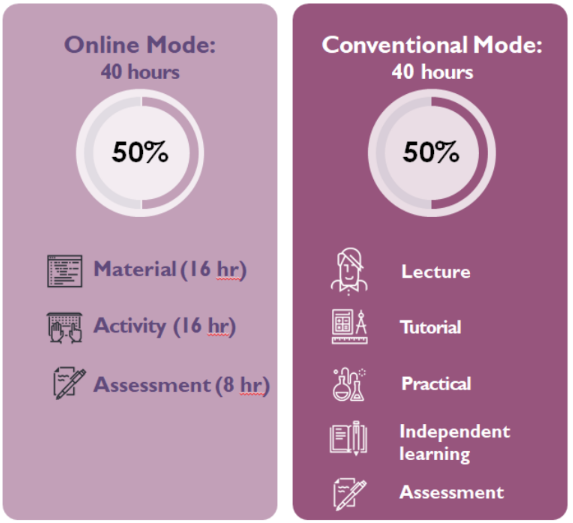 Online Mode:
40 hours
50%
Material (16 hr)
Activity (16 hr)
Assessment (8 hr)
Conventional Mode:
40 hours
50%
Lecture
Tutorial
Practical
Independent
learning
Assessment